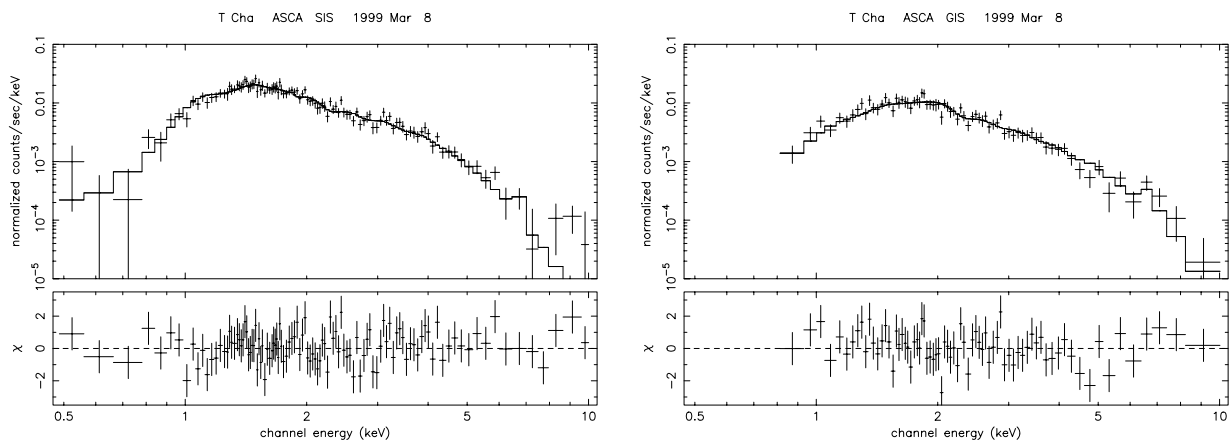 T Cha ASCA SIS 1999 Mar 8
normalized counts/sec/keV
0.1
0.01
10⁻³
10⁻⁴
10⁻⁵
χ
2
0
−2
0.5 1 2 5 10
channel energy (keV)
T Cha ASCA GIS 1999 Mar 8
normalized counts/sec/keV
0.1
0.01
10⁻³
10⁻⁴
10⁻⁵
χ
2
0
−2
0.5 1 2 5 10
channel energy (keV)